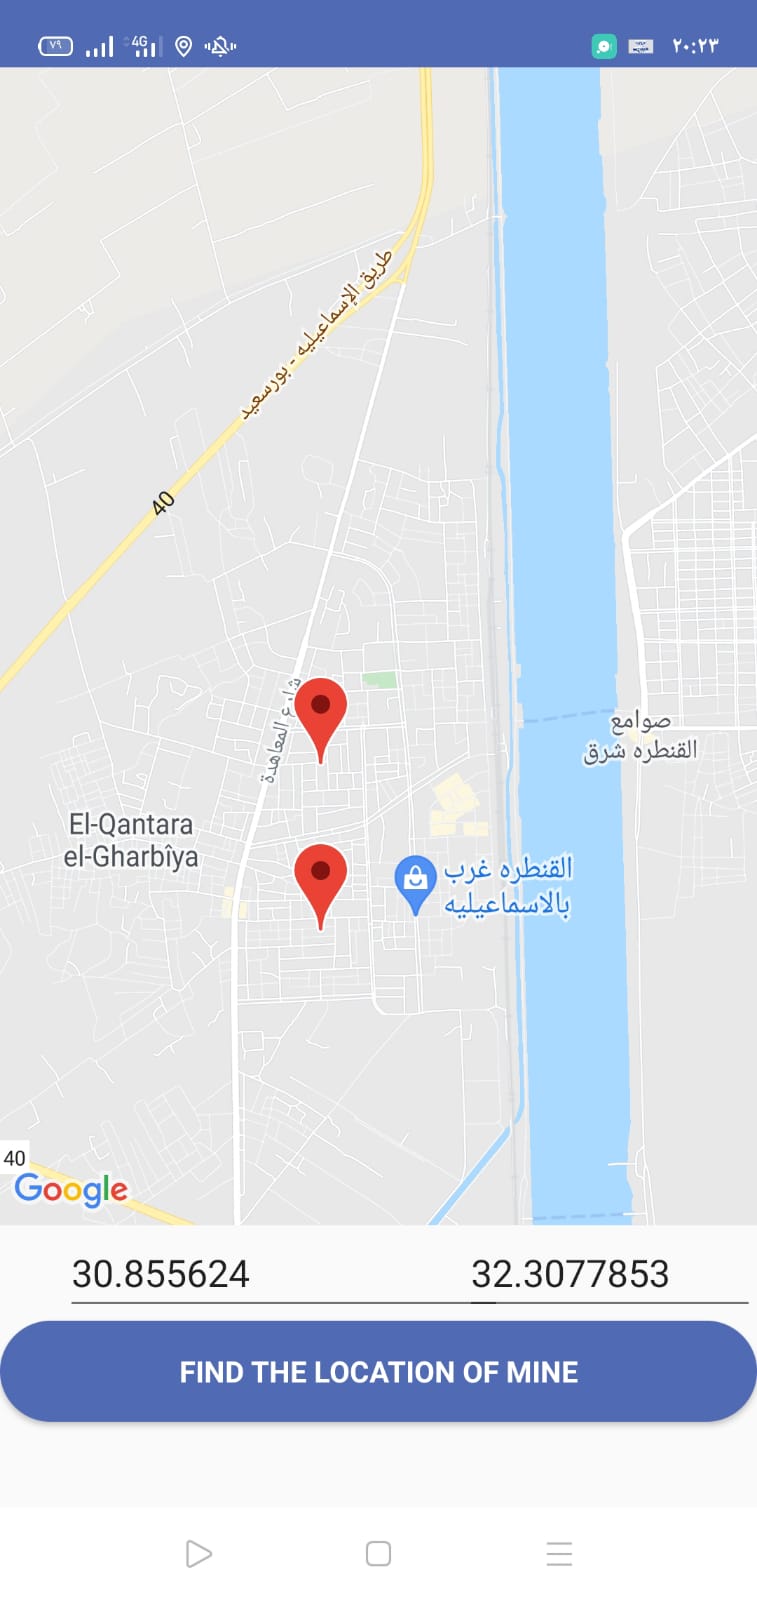 ٧٩
4G
٢٠:٢٣
طريق الإسماعيليه - بورسعيد
40
شارع المعاهدة
صوامع
القنطره شرق
El-Qantara
el-Gharbîya
القنطره غرب
بالاسماعيليه
40
Google
30.855624
32.3077853
FIND THE LOCATION OF MINE